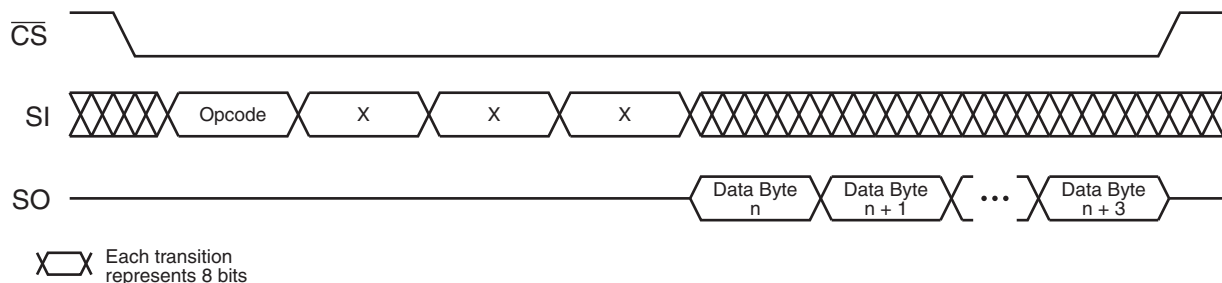 CS
SI
Opcode X X X
SO
Data Byte
n
Data Byte
n + 1
•••
Data Byte
n + 3
Each transition
represents 8 bits